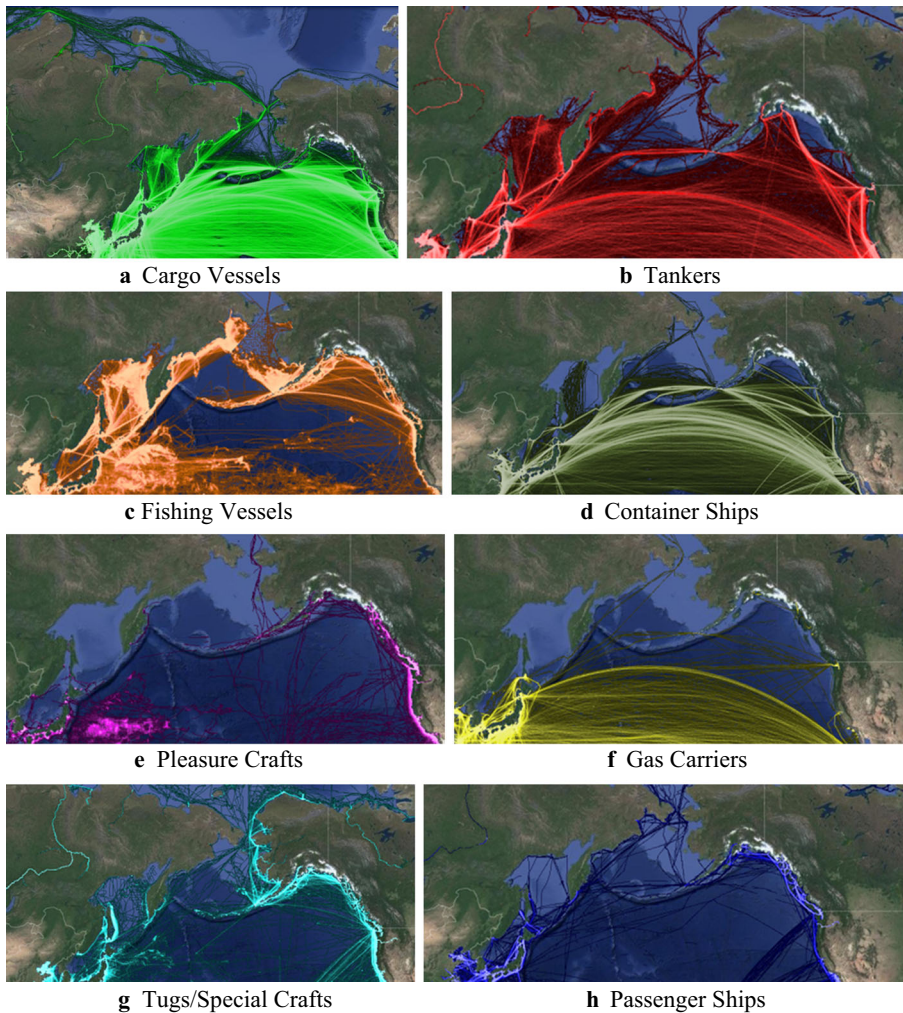 a Cargo Vessels
b Tankers
c Fishing Vessels
d Container Ships
e Pleasure Crafts
f Gas Carriers
g Tugs/Special Crafts
h Passenger Ships